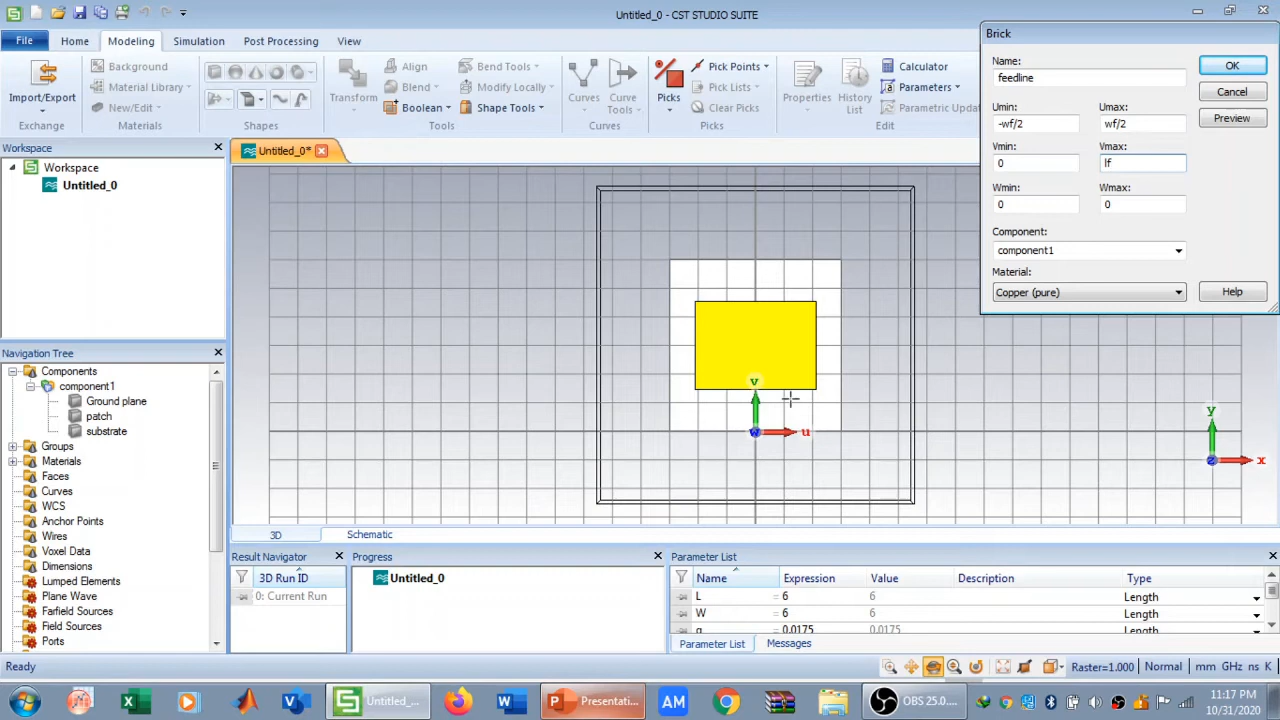 Untitled_0 - CST STUDIO SUITE
File Home Modeling Simulation Post Processing View
Import/Export
Exchange
Background
Material Library
New/Edit
Materials
Shapes
Transform
Align
Blend
Boolean
Bend Tools
Modify Locally
Shape Tools
Tools
Curves
Curve Tools
Curves
Picks
Pick Points
Pick Lists
Clear Picks
Picks
Properties
History List
Calculator
Parameters
Parametric Upda
Edit
Brick
Name:
feedline
OK
Cancel
Umin: Umax:
-wf/2 wf/2
Preview
Vmin: Vmax:
0 lf
Wmin: Wmax:
0 0
Component:
component1
Material:
Copper (pure)
Help
Workspace
Workspace
Untitled_0
Untitled_0*
Navigation Tree
Components
component1
Ground plane
patch
substrate
Groups
Materials
Faces
Curves
WCS
Anchor Points
Wires
Voxel Data
Dimensions
Lumped Elements
Plane Wave
Farfield Sources
Field Sources
Ports
v
w
u
y
z
x
3D Schematic
Result Navigator
3D Run ID
0: Current Run
Progress
Untitled_0
Parameter List
Name Expression Value Description Type
L = 6 6 Length
W = 6 6 Length
g = 0.0175 0.0175 Length
Parameter List Messages
Ready
Raster=1.000 Normal mm GHz ns K
Untitled_...
Presentati...
AM
OBS 25.0....
11:17 PM
10/31/2020